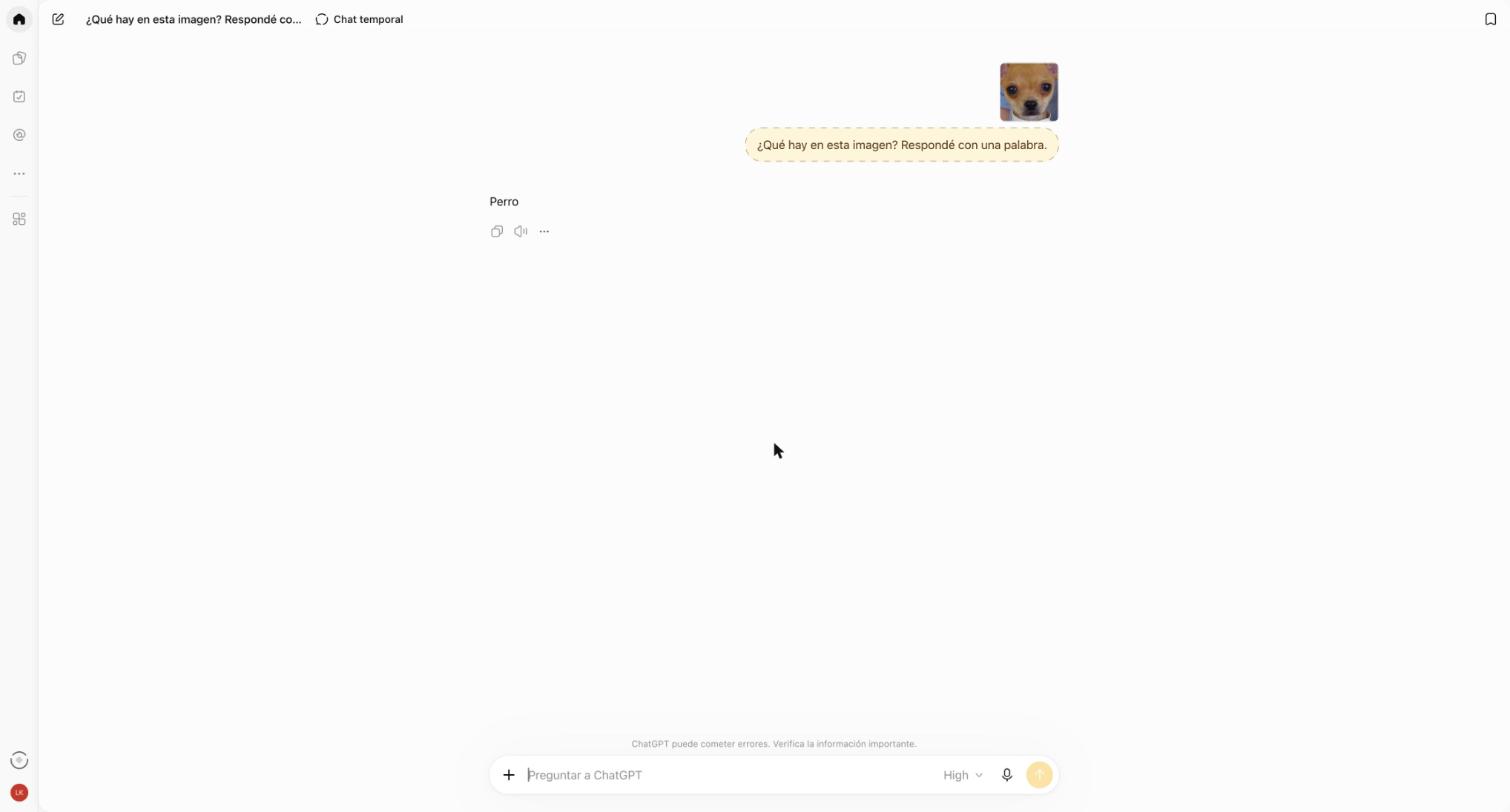 ¿Qué hay en esta imagen? Respondé co...
Chat temporal
¿Qué hay en esta imagen? Respondé con una palabra.
Perro
ChatGPT puede cometer errores. Verifica la información importante.
Preguntar a ChatGPT
High
LK